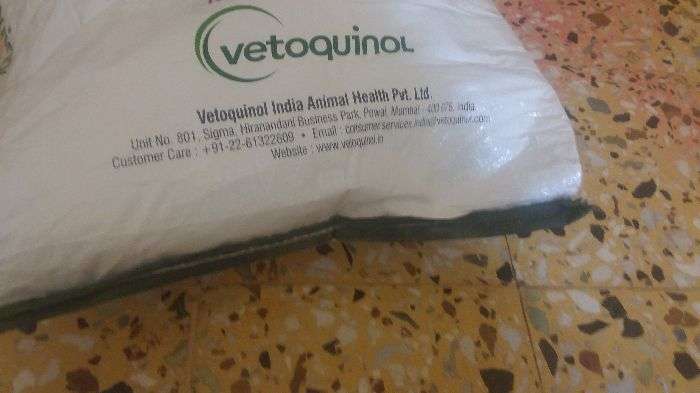 vetoquinol
Vetoquinol India Animal Health Pvt. Ltd.
Unit No. 801, Sigma, Hiranandani Business Park, Powai, Mumbai - 400 076, India.
Customer Care : +91-22-61322609 • Email : consumerservices.india@vetoquinol.com
Website : www.vetoquinol.in